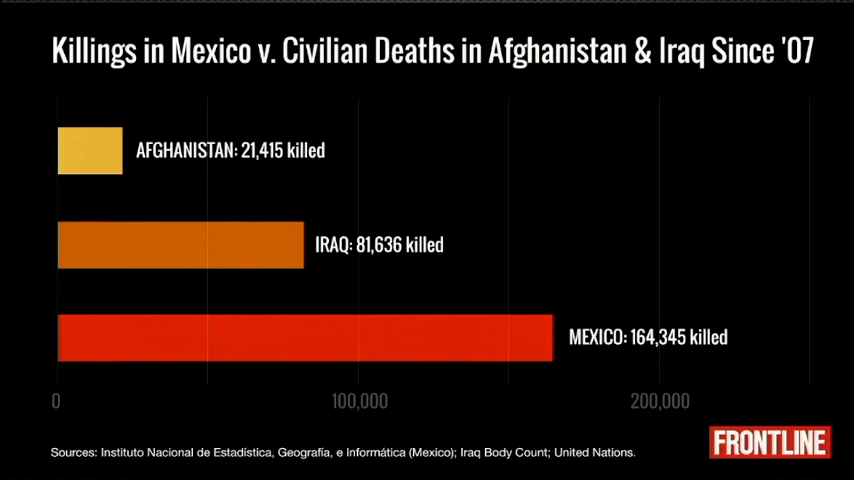 Killings in Mexico v. Civilian Deaths in Afghanistan & Iraq Since '07
AFGHANISTAN: 21,415 killed
IRAQ: 81,636 killed
MEXICO: 164,345 killed
0 100,000 200,000
FRONTLINE
Sources: Instituto Nacional de Estadística, Geografía, e Informática (Mexico); Iraq Body Count; United Nations.